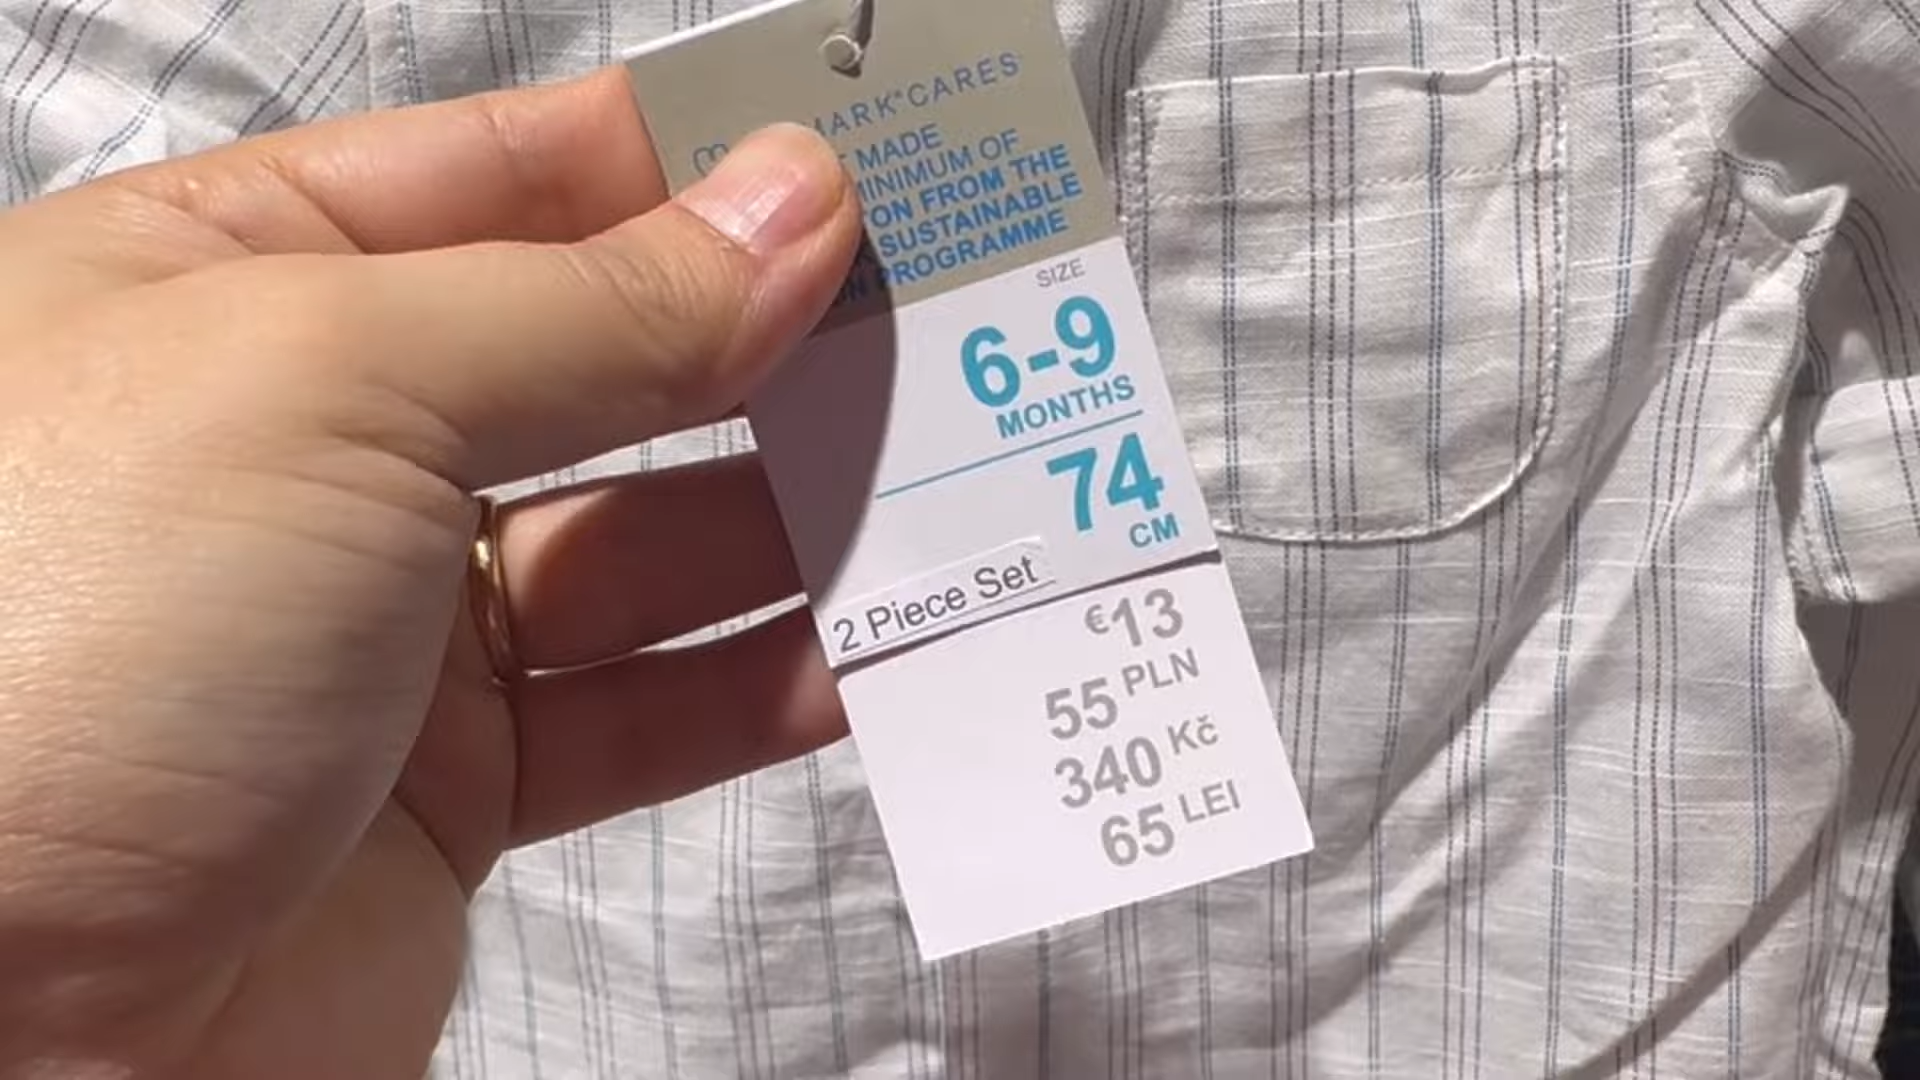 CARES
MADE
MINIMUM OF
FROM THE
SUSTAINABLE
PROGRAMME
SIZE
6-9
MONTHS
74
CM
2 Piece Set
€13
55 PLN
340 Kč
65 LEI